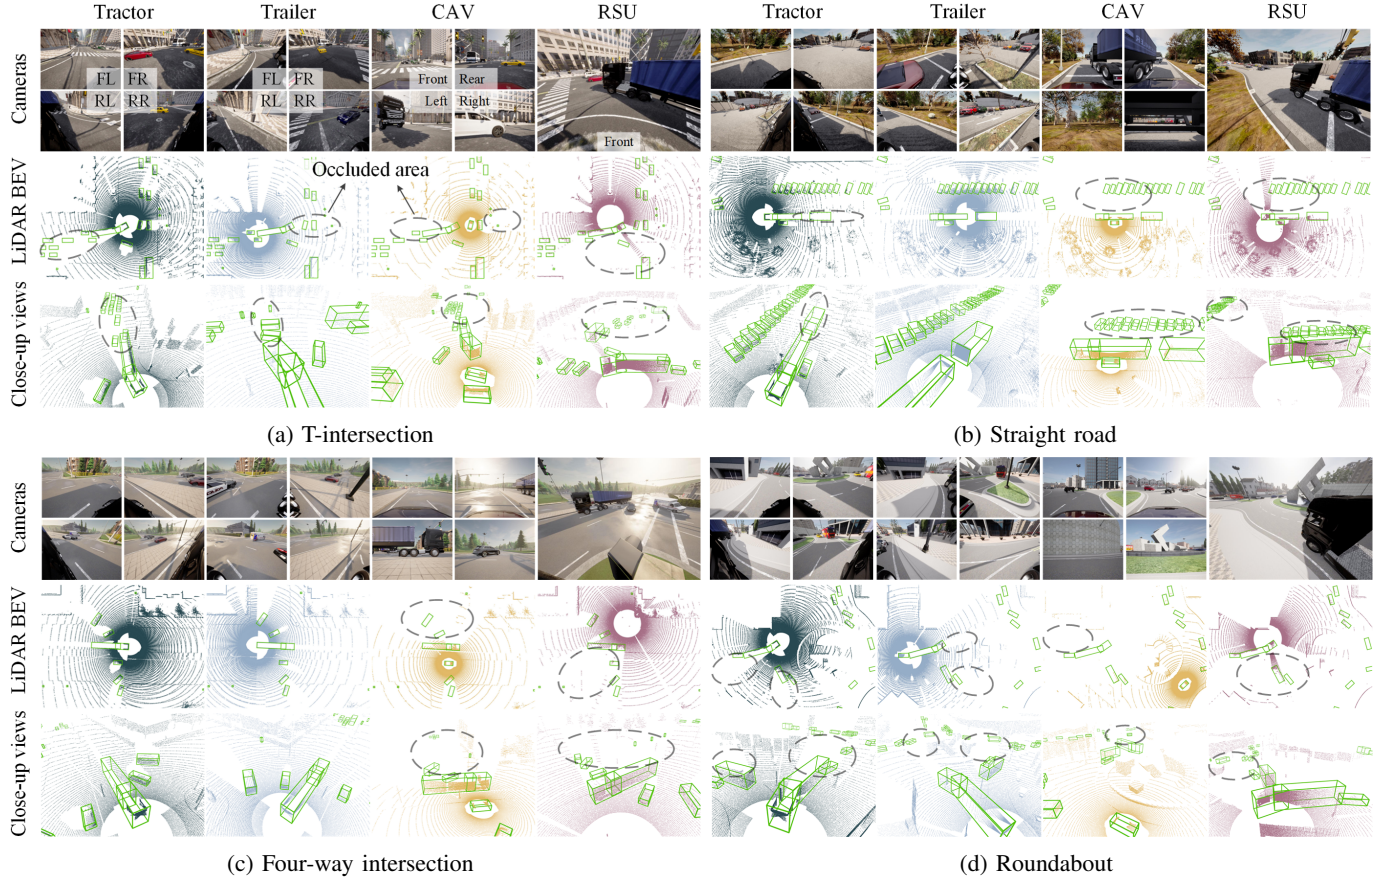 Tractor Trailer CAV RSU Tractor Trailer CAV RSU
Cameras
FL FR FL FR Front Rear
RL RR RL RR Left Right
Front
LiDAR BEV
Occluded area
Close-up views
(a) T-intersection (b) Straight road
Cameras
LiDAR BEV
Close-up views
(c) Four-way intersection (d) Roundabout